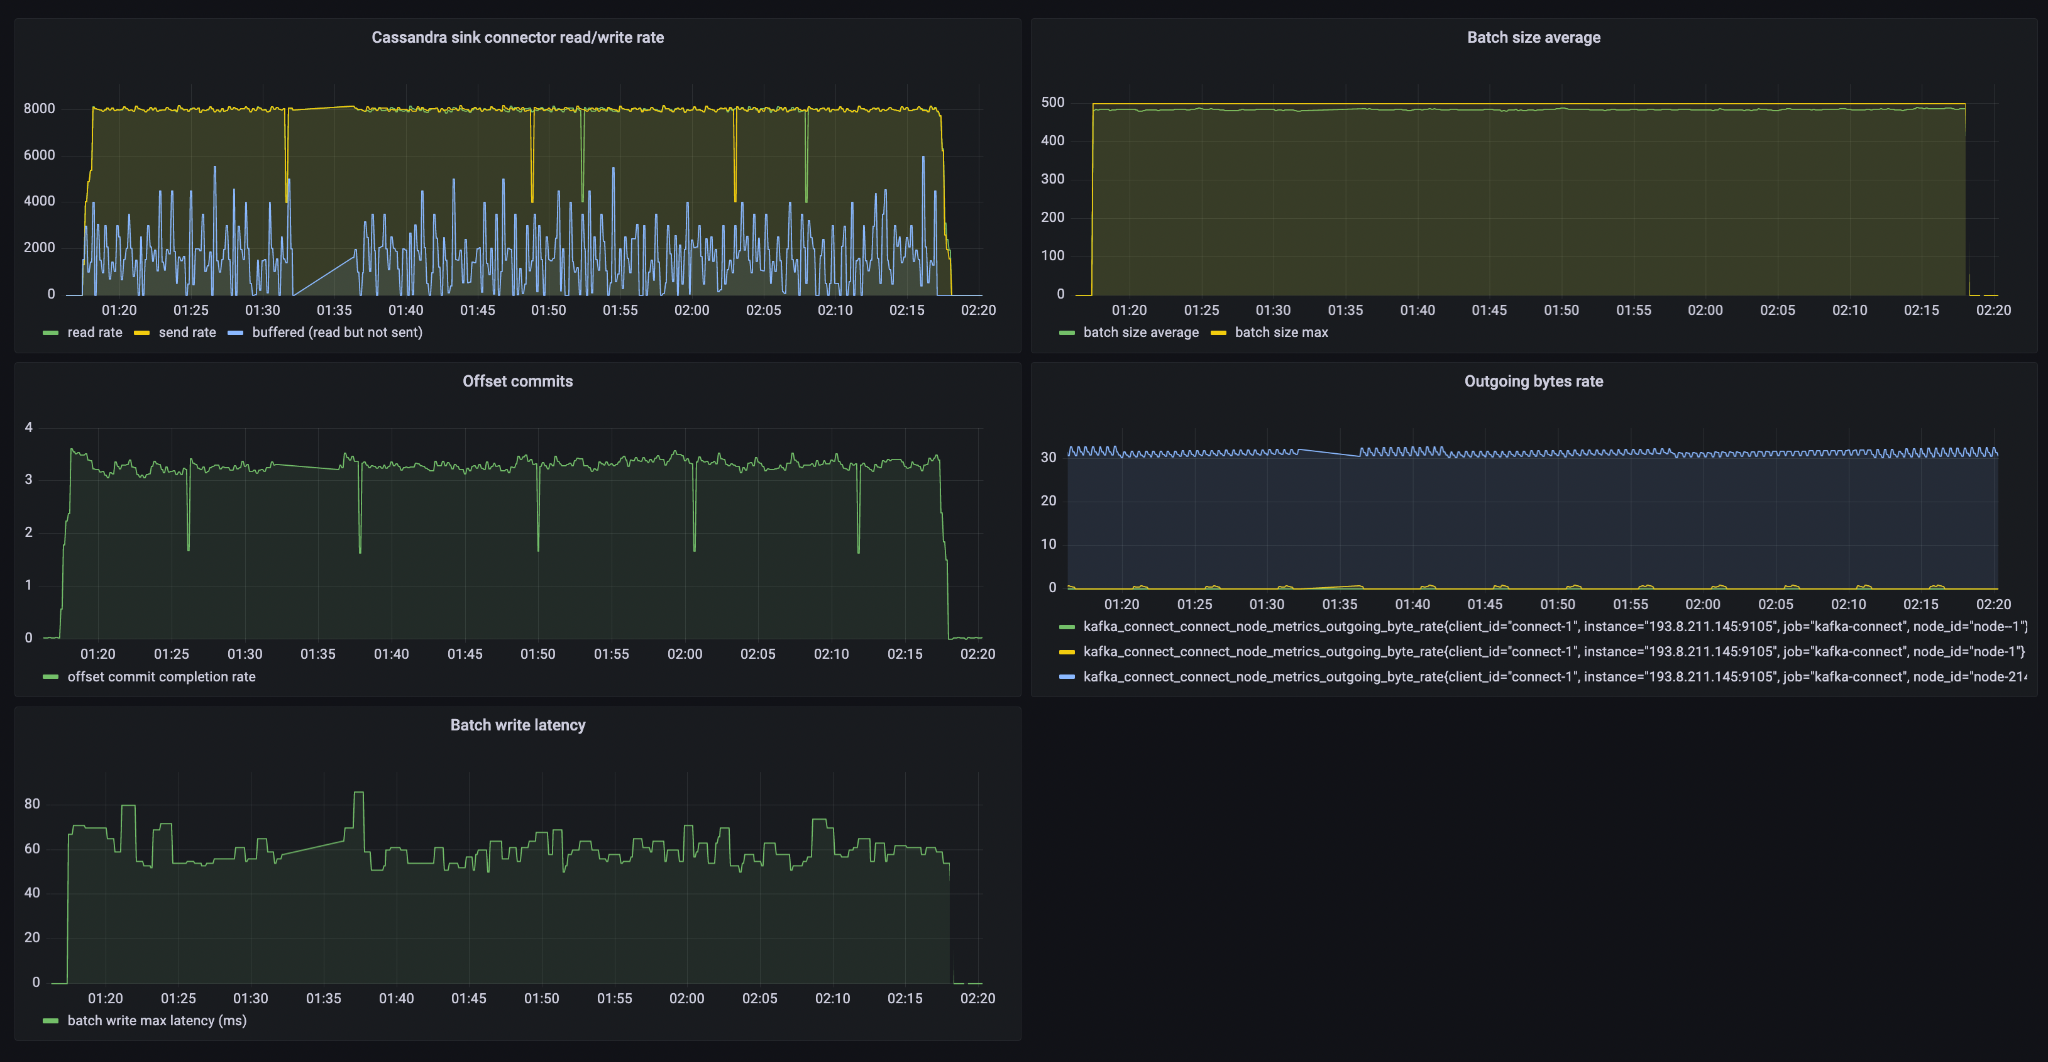 Cassandra sink connector read/write rate
8000
6000
4000
2000
0
01:20 01:25 01:30 01:35 01:40 01:45 01:50 01:55 02:00 02:05 02:10 02:15 02:20
read rate send rate buffered (read but not sent)
Batch size average
500
400
300
200
100
0
01:20 01:25 01:30 01:35 01:40 01:45 01:50 01:55 02:00 02:05 02:10 02:15 02:20
batch size average batch size max
Offset commits
4
3
2
1
0
01:20 01:25 01:30 01:35 01:40 01:45 01:50 01:55 02:00 02:05 02:10 02:15 02:20
offset commit completion rate
Outgoing bytes rate
30
20
10
0
01:20 01:25 01:30 01:35 01:40 01:45 01:50 01:55 02:00 02:05 02:10 02:15 02:20
kafka_connect_connect_node_metrics_outgoing_byte_rate{client_id="connect-1", instance="193.8.211.145:9105", job="kafka-connect", node_id="node--1"}
kafka_connect_connect_node_metrics_outgoing_byte_rate{client_id="connect-1", instance="193.8.211.145:9105", job="kafka-connect", node_id="node-1"}
kafka_connect_connect_node_metrics_outgoing_byte_rate{client_id="connect-1", instance="193.8.211.145:9105", job="kafka-connect", node_id="node-214
Batch write latency
80
60
40
20
0
01:20 01:25 01:30 01:35 01:40 01:45 01:50 01:55 02:00 02:05 02:10 02:15 02:20
batch write max latency (ms)